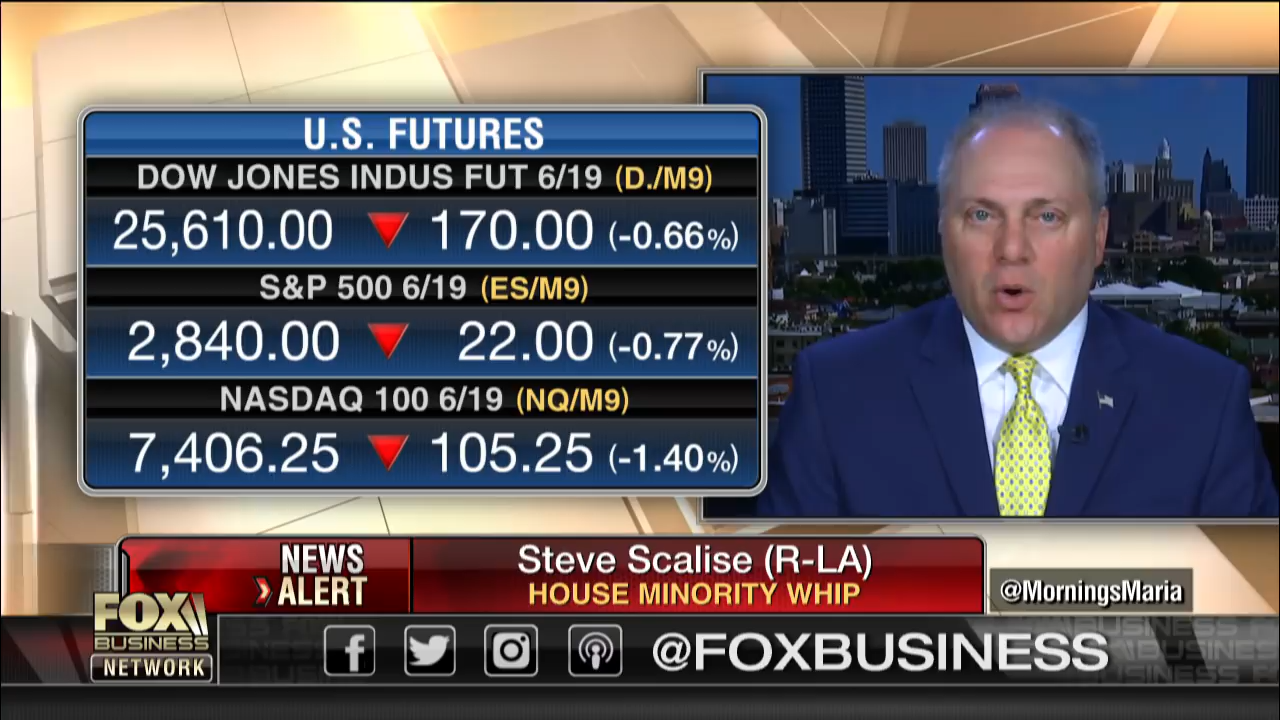 U.S. FUTURES
DOW JONES INDUS FUT 6/19 (D./M9)
25,610.00 ▼ 170.00 (-0.66%)
S&P 500 6/19 (ES/M9)
2,840.00 ▼ 22.00 (-0.77%)
NASDAQ 100 6/19 (NQ/M9)
7,406.25 ▼ 105.25 (-1.40%)
NEWS
ALERT
Steve Scalise (R-LA)
HOUSE MINORITY WHIP
@MorningsMaria
FOX
BUSINESS
NETWORK
@FOXBUSINESS